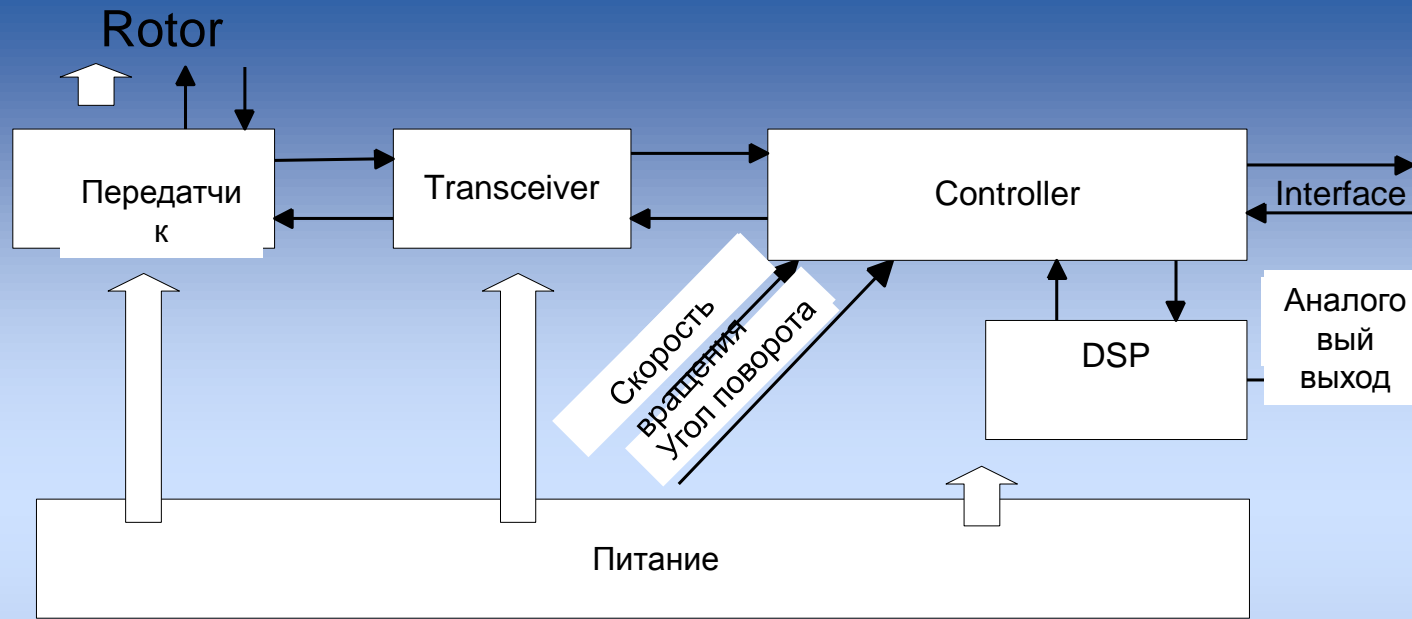 Rotor
Передатчи
к
Transceiver
Controller
Interface
Скорость
вращения
Угол поворота
DSP
Аналого
вый
выход
Питание